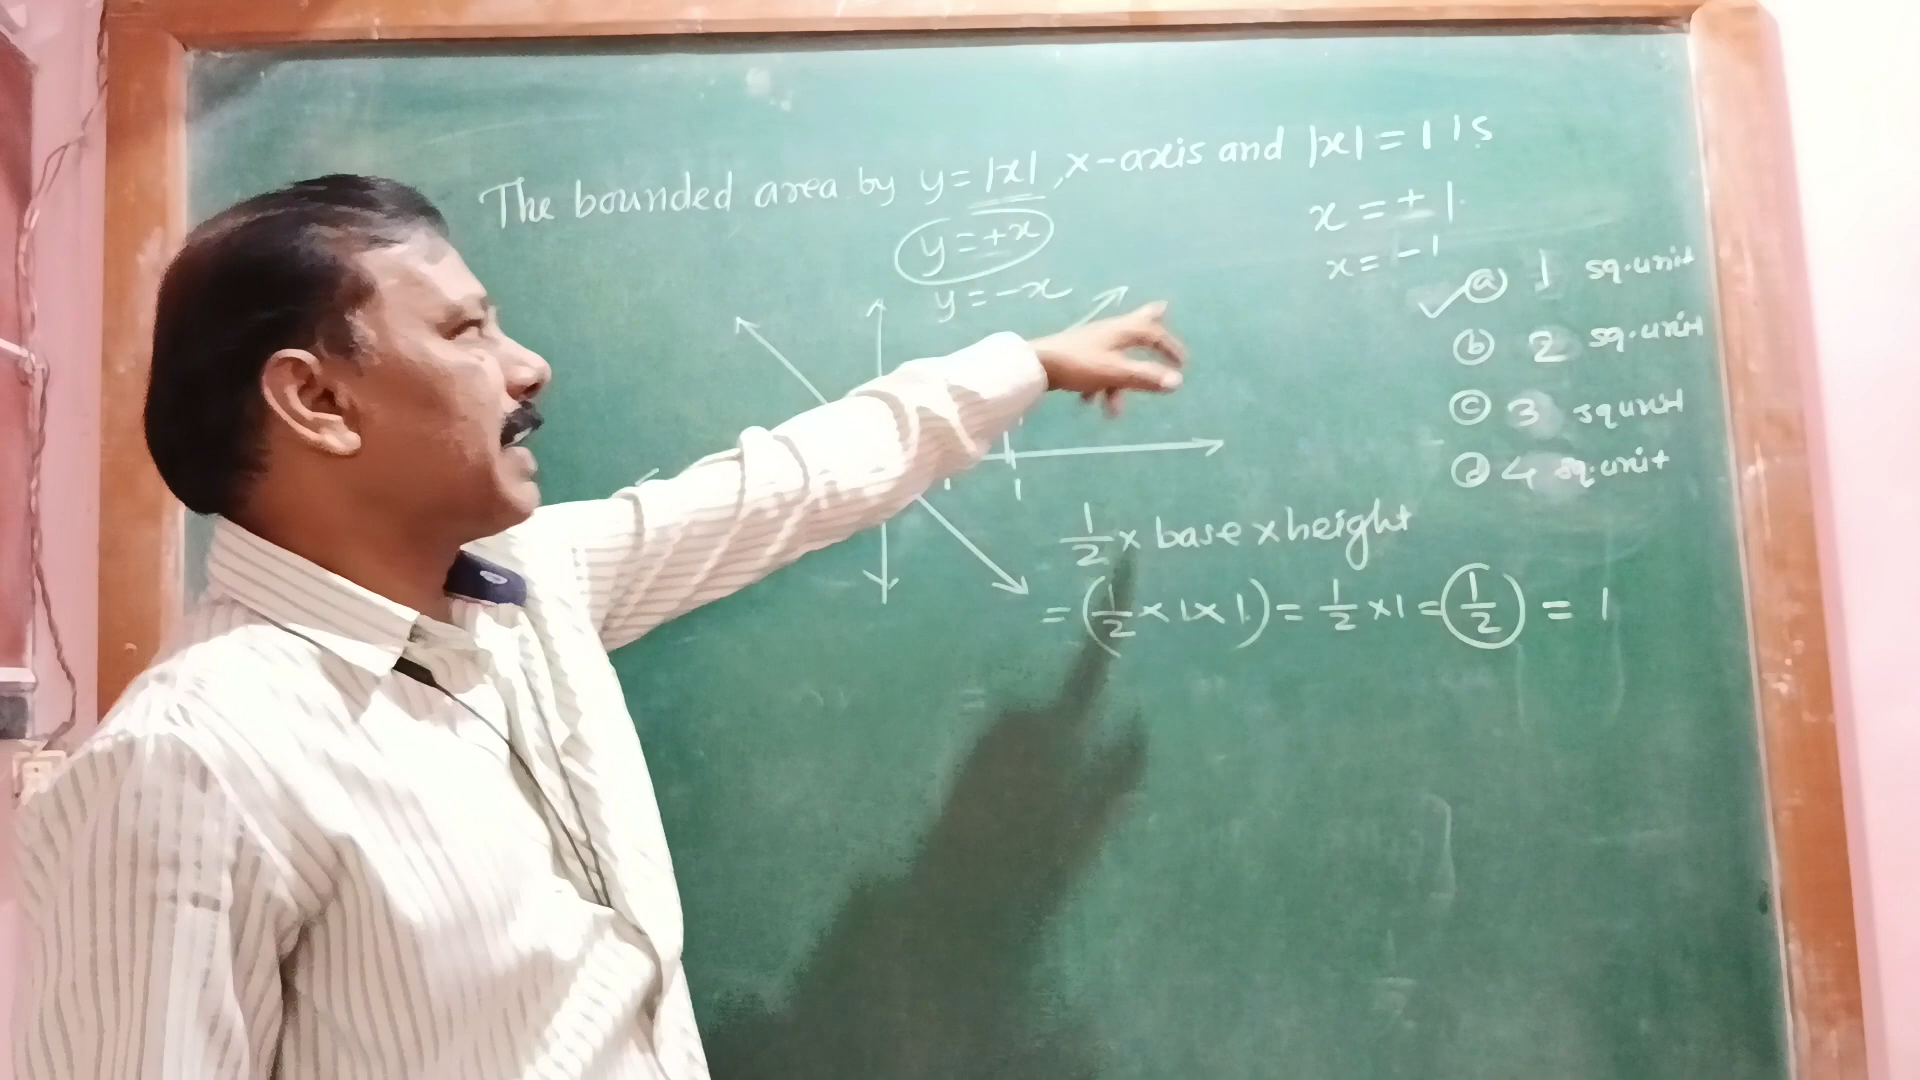 The bounded area by y=|x|, x-axis and |x|=1 is
y=+x
y=-x
x=+1
x=-1
ⓐ 1 sq.unit
ⓑ 2 sq.unit
ⓒ 3 sq unit
ⓓ 4 sq.unit
1
1/2 x base x height
=(1/2 x 1 x 1)= 1/2 x1 = 1/2 = 1